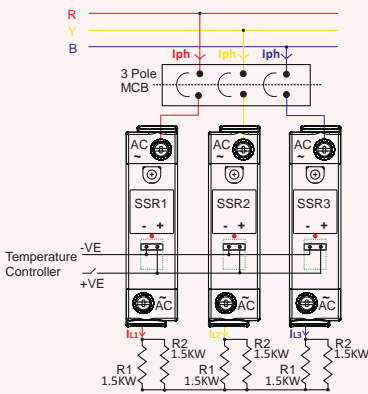 R
Y
B
Iph Iph Iph
3 Pole
MCB
AC AC AC
~ ~ ~
SSR1 SSR2 SSR3
- + - + - +
-VE
Temperature
Controller
+VE
~ ~ ~
AC AC AC
IL1 IL2 IL3
R2 R2 R2
1.5KW 1.5KW 1.5KW
R1 R1 R1
1.5KW 1.5KW 1.5KW